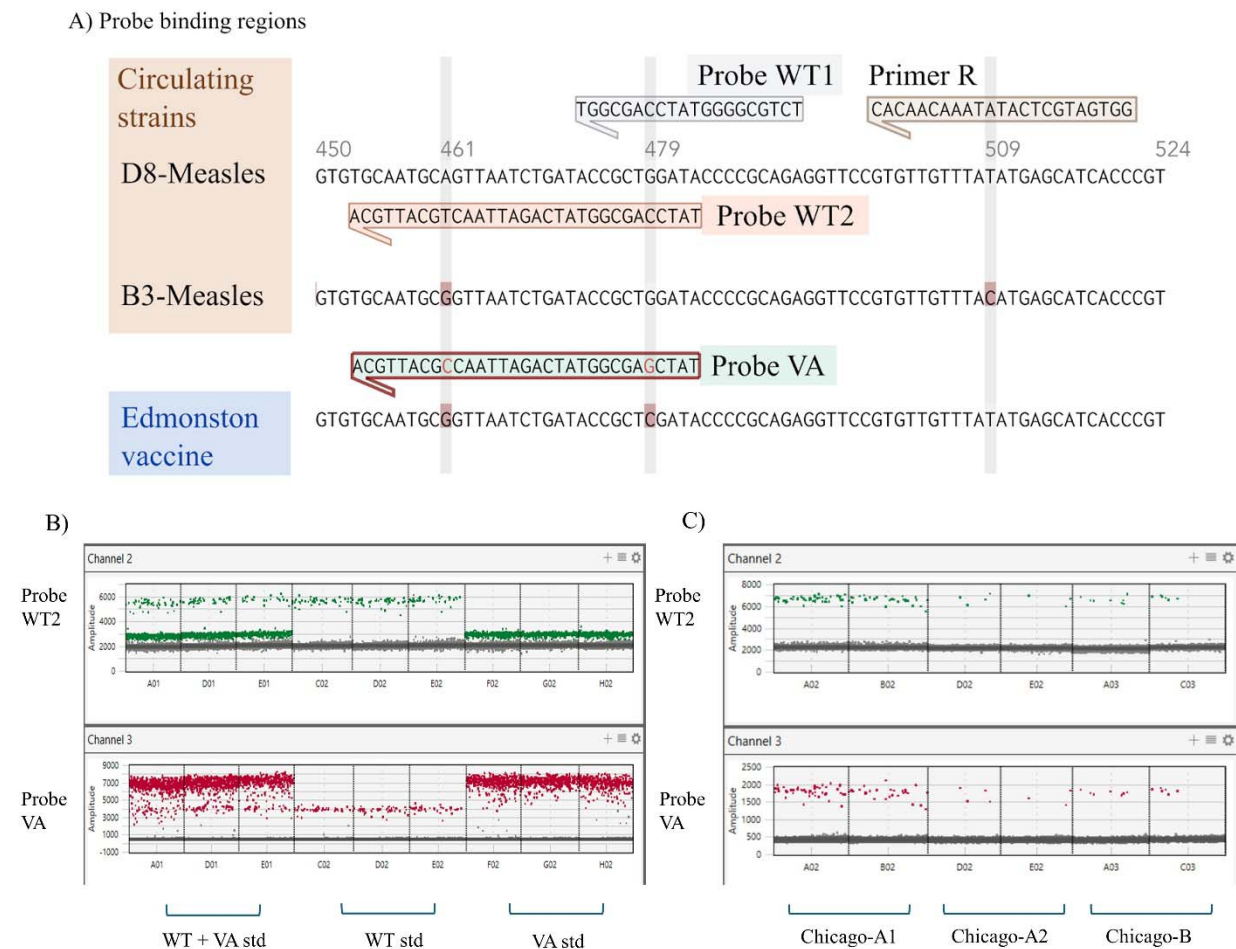 A) Probe binding regions
Circulating
strains
Probe WT1
Primer R
TGGCGACCTATGGGGCGTCT
CACAACAAATATACTCGTAGTGG
450
461
479
509
524
D8-Measles
GTGTGCAATGCAGTTAATCTGATACCGCTGGATACCCCGCAGAGGTTCCGTGTTGTTTATATGAGCATCACCCGT
ACGTTACGTCAATTAGACTATGGCGACCTAT
Probe WT2
B3-Measles
GTGTGCAATGCGGTTAATCTGATACCGCTGGATACCCCGCAGAGGTTCCGTGTTGTTTACATGAGCATCACCCGT
ACGTTACGCCAATTAGACTATGGCGAGCTAT
Probe VA
Edmonston
vaccine
GTGTGCAATGCGGTTAATCTGATACCGCTCGATACCCCGCAGAGGTTCCGTGTTGTTTATATGAGCATCACCCGT
B)
Channel 2
Probe
WT2
Amplitude
6000
4000
2000
0
A01 D01 E01 C02 D02 E02 F02 G02 H02
Channel 3
Probe
VA
Amplitude
9000
7000
5000
3000
1000
-1000
A01 D01 E01 C02 D02 E02 F02 G02 H02
WT + VA std
WT std
VA std
C)
Channel 2
Probe
WT2
Amplitude
8000
6000
4000
2000
0
A02 B02 D02 E02 A03 C03
Channel 3
Probe
VA
Amplitude
2500
2000
1500
1000
500
0
A02 B02 D02 E02 A03 C03
Chicago-A1
Chicago-A2
Chicago-B